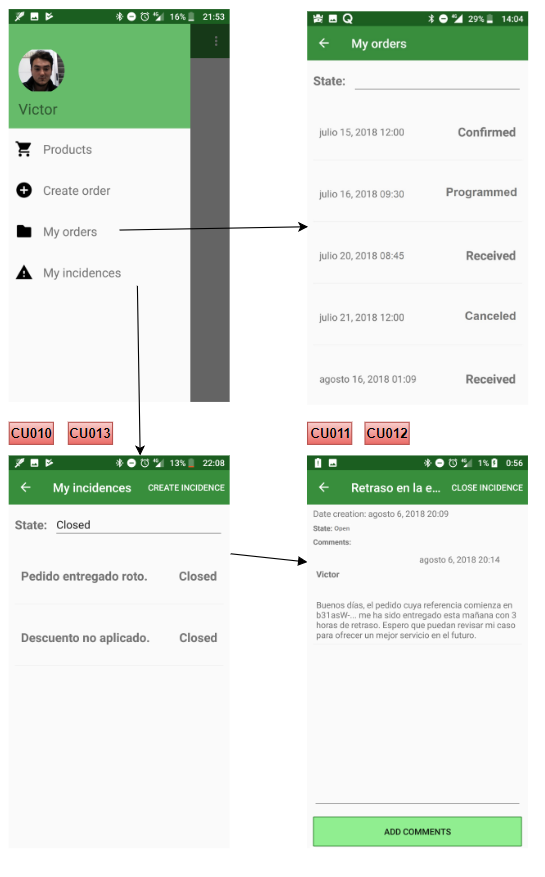 16% 21:53
Victor
Products
Create order
My orders
My incidences
29% 14:04
My orders
State:
julio 15, 2018 12:00 Confirmed
julio 16, 2018 09:30 Programmed
julio 20, 2018 08:45 Received
julio 21, 2018 12:00 Canceled
agosto 16, 2018 01:09 Received
CU010 CU013
CU011 CU012
13% 22:08
My incidences CREATE INCIDENCE
State: Closed
Pedido entregado roto. Closed
Descuento no aplicado. Closed
1% 0:56
Retraso en la e... CLOSE INCIDENCE
Date creation: agosto 6, 2018 20:09
State: Open
Comments:
agosto 6, 2018 20:14
Victor
Buenos días, el pedido cuya referencia comienza en
b31asW-... me ha sido entregado esta mañana con 3
horas de retraso. Espero que puedan revisar mi caso
para ofrecer un mejor servicio en el futuro.
ADD COMMENTS